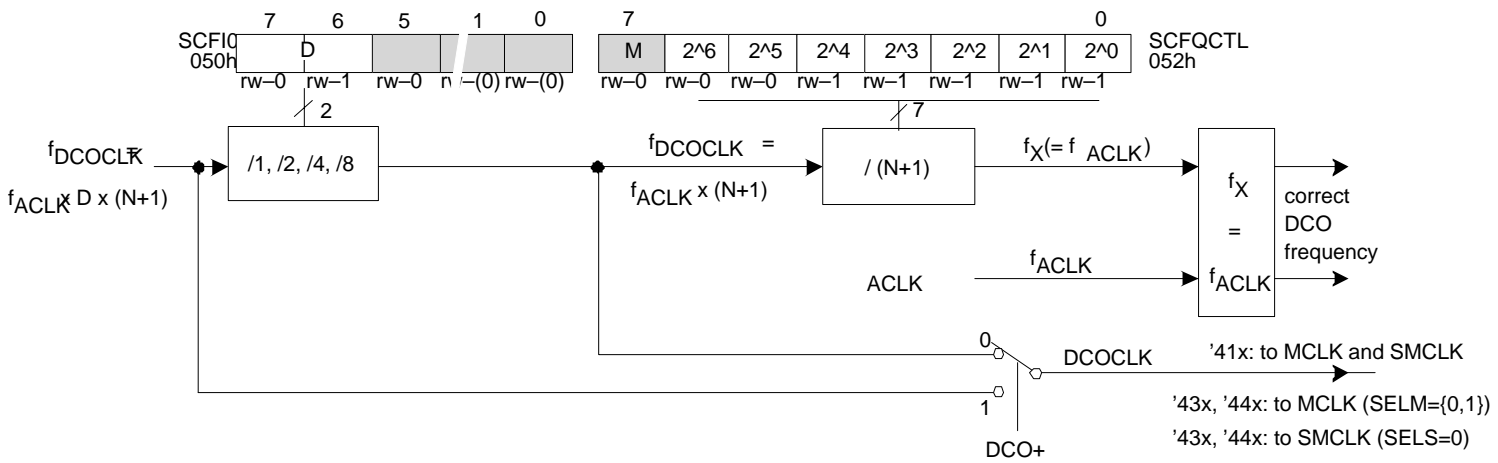 7 6 5 1 0 7 0
SCFI0 050h
D
M 2^6 2^5 2^4 2^3 2^2 2^1 2^0
SCFQCTL 052h
rw–0 rw–1 rw–0 rw–(0) rw–(0) rw–0 rw–0 rw–0 rw–1 rw–1 rw–1 rw–1 rw–1
2
7
fDCOCLK =
fACLK x D x (N+1)
/1, /2, /4, /8
fDCOCLK =
fACLK x (N+1)
/ (N+1)
fX(= f ACLK)
fX
=
fACLK
correct
DCO
frequency
ACLK
fACLK
0
1
DCO+
DCOCLK
’41x: to MCLK and SMCLK
’43x, ’44x: to MCLK (SELM={0,1})
’43x, ’44x: to SMCLK (SELS=0)